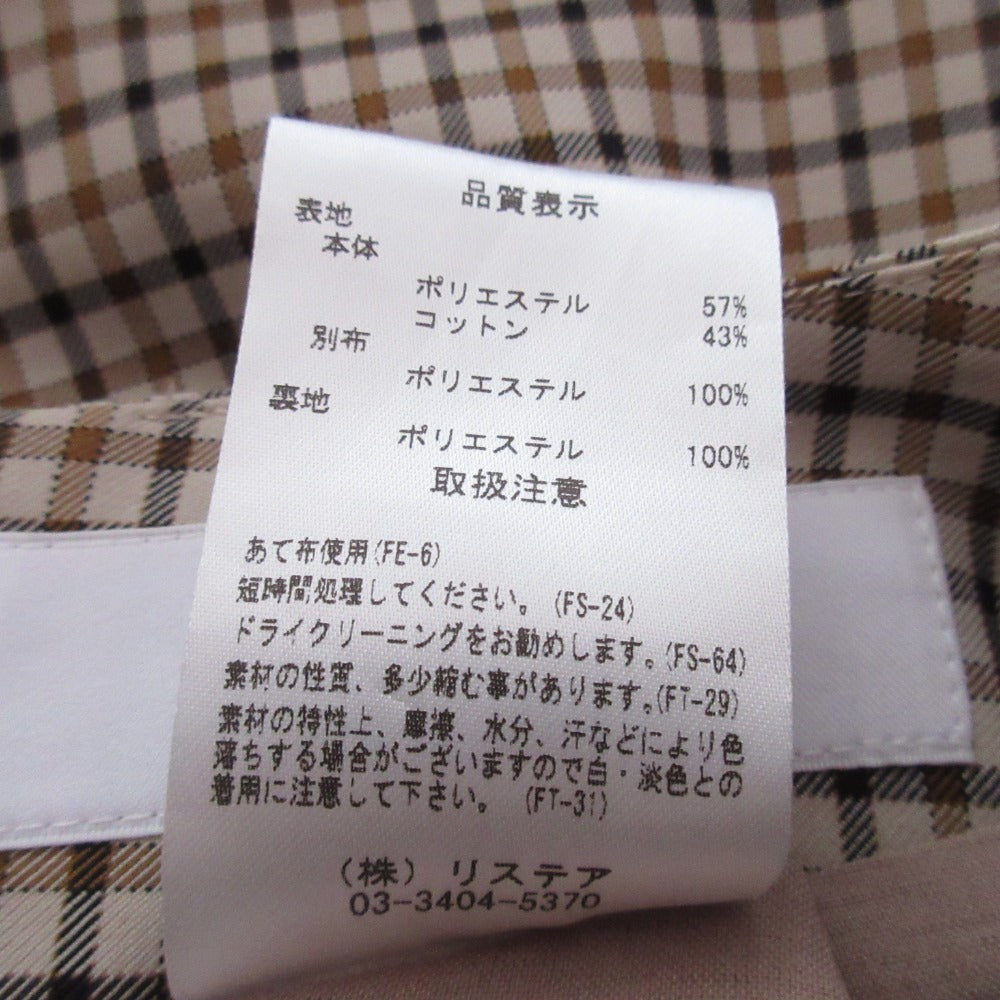 品質表示
表地
本体
ポリエステル 57%
コットン 43%
別布
ポリエステル 100%
裏地
ポリエステル 100%
取扱注意
あて布使用(FE-6)
短時間処理してください。(FS-24)
ドライクリーニングをお勧めします。(FS-64)
素材の性質、多少縮む事があります。(FT-29)
素材の特性上、摩擦、水分、汗などにより色
落ちする場合がございますので白・淡色との
着用に注意して下さい。 (FT-31)
(株) リステア
03-3404-5370